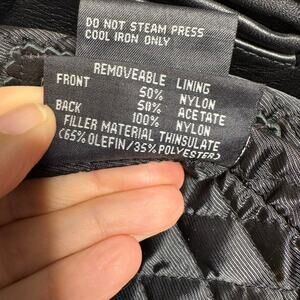 DO NOT STEAM PRESS
COOL IRON ONLY
REMOVEABLE LINING
FRONT 50% NYLON
50% ACETATE
BACK 100% NYLON
FILLER MATERIAL THINSULATE
(65% OLEFIN/35% POLYESTER)